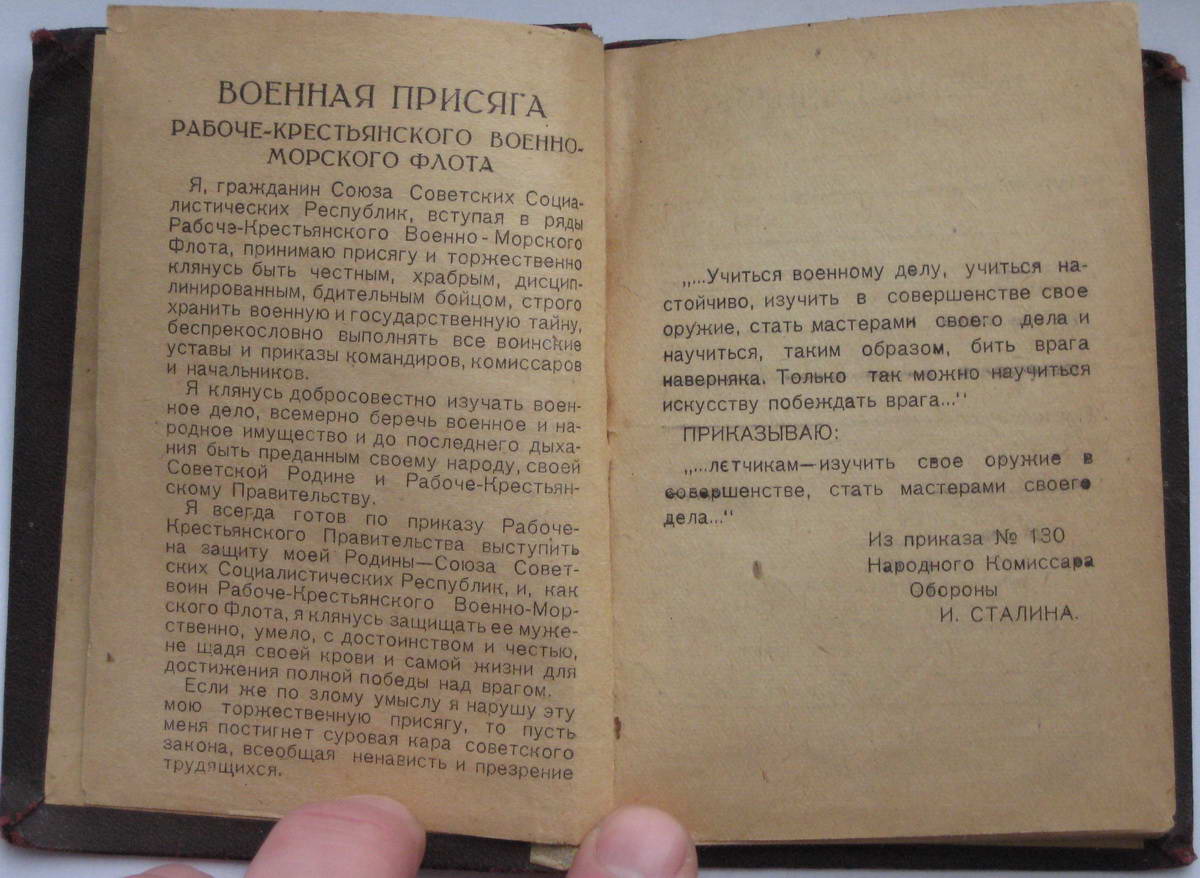 ВОЕННАЯ ПРИСЯГА
РАБОЧЕ-КРЕСТЬЯНСКОГО ВОЕННО-
МОРСКОГО ФЛОТА
Я, гражданин Союза Советских Социа-
листических Республик, вступая в ряды
Рабоче-Крестьянского Военно-Морского
Флота, принимаю присягу и торжественно
клянусь быть честным, храбрым, дисцип-
линированным, бдительным бойцом, строго
хранить военную и государственную тайну,
беспрекословно выполнять все воинские
уставы и приказы командиров, комиссаров
и начальников.
Я клянусь добросовестно изучать воен-
ное дело, всемерно беречь военное и на-
родное имущество и до последнего дыха-
ния быть преданным своему народу, своей
Советской Родине и Рабоче-Крестьян-
скому Правительству.
Я всегда готов по приказу Рабоче-
Крестьянского Правительства выступить
на защиту моей Родины—Союза Совет-
ских Социалистических Республик, и, как
воин Рабоче-Крестьянского Военно-Мор-
ского Флота, я клянусь защищать ее муже-
ственно, умело, с достоинством и честью,
не щадя своей крови и самой жизни для
достижения полной победы над врагом.
Если же по злому умыслу я нарушу эту
мою торжественную присягу, то пусть
меня постигнет суровая кара советского
закона, всеобщая ненависть и презрение
трудящихся.
„...Учиться военному делу, учиться на-
стойчиво, изучить в совершенстве свое
оружие, стать мастерами своего дела и
научиться, таким образом, бить врага
наверняка. Только так можно научиться
искусству побеждать врага..."
ПРИКАЗЫВАЮ:
„...летчикам—изучить свое оружие в
совершенстве, стать мастерами своего
дела..."
Из приказа № 130
Народного Комиссара
Обороны
И. СТАЛИНА.